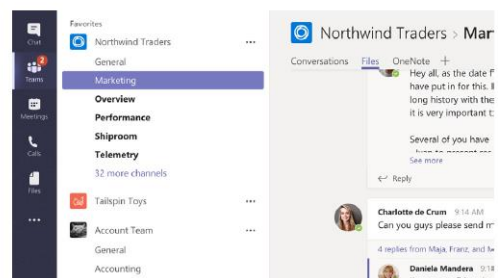 Chat
2
Teams
Meetings
Calls
Files
Favorites
Northwind Traders
General
Marketing
Overview
Performance
Shiproom
Telemetry
32 more channels
Tailspin Toys
Account Team
General
Accounting
Northwind Traders > Mar
Conversations Files OneNote +
Hey all, as the date f
have put in for this. I
long history with the
it is very important t
Several of you have
See more
Reply
Charlotte de Crum 9:14 AM
Can you guys please send m
4 replies from Maja, Franz, and
Daniela Mandera 9:14